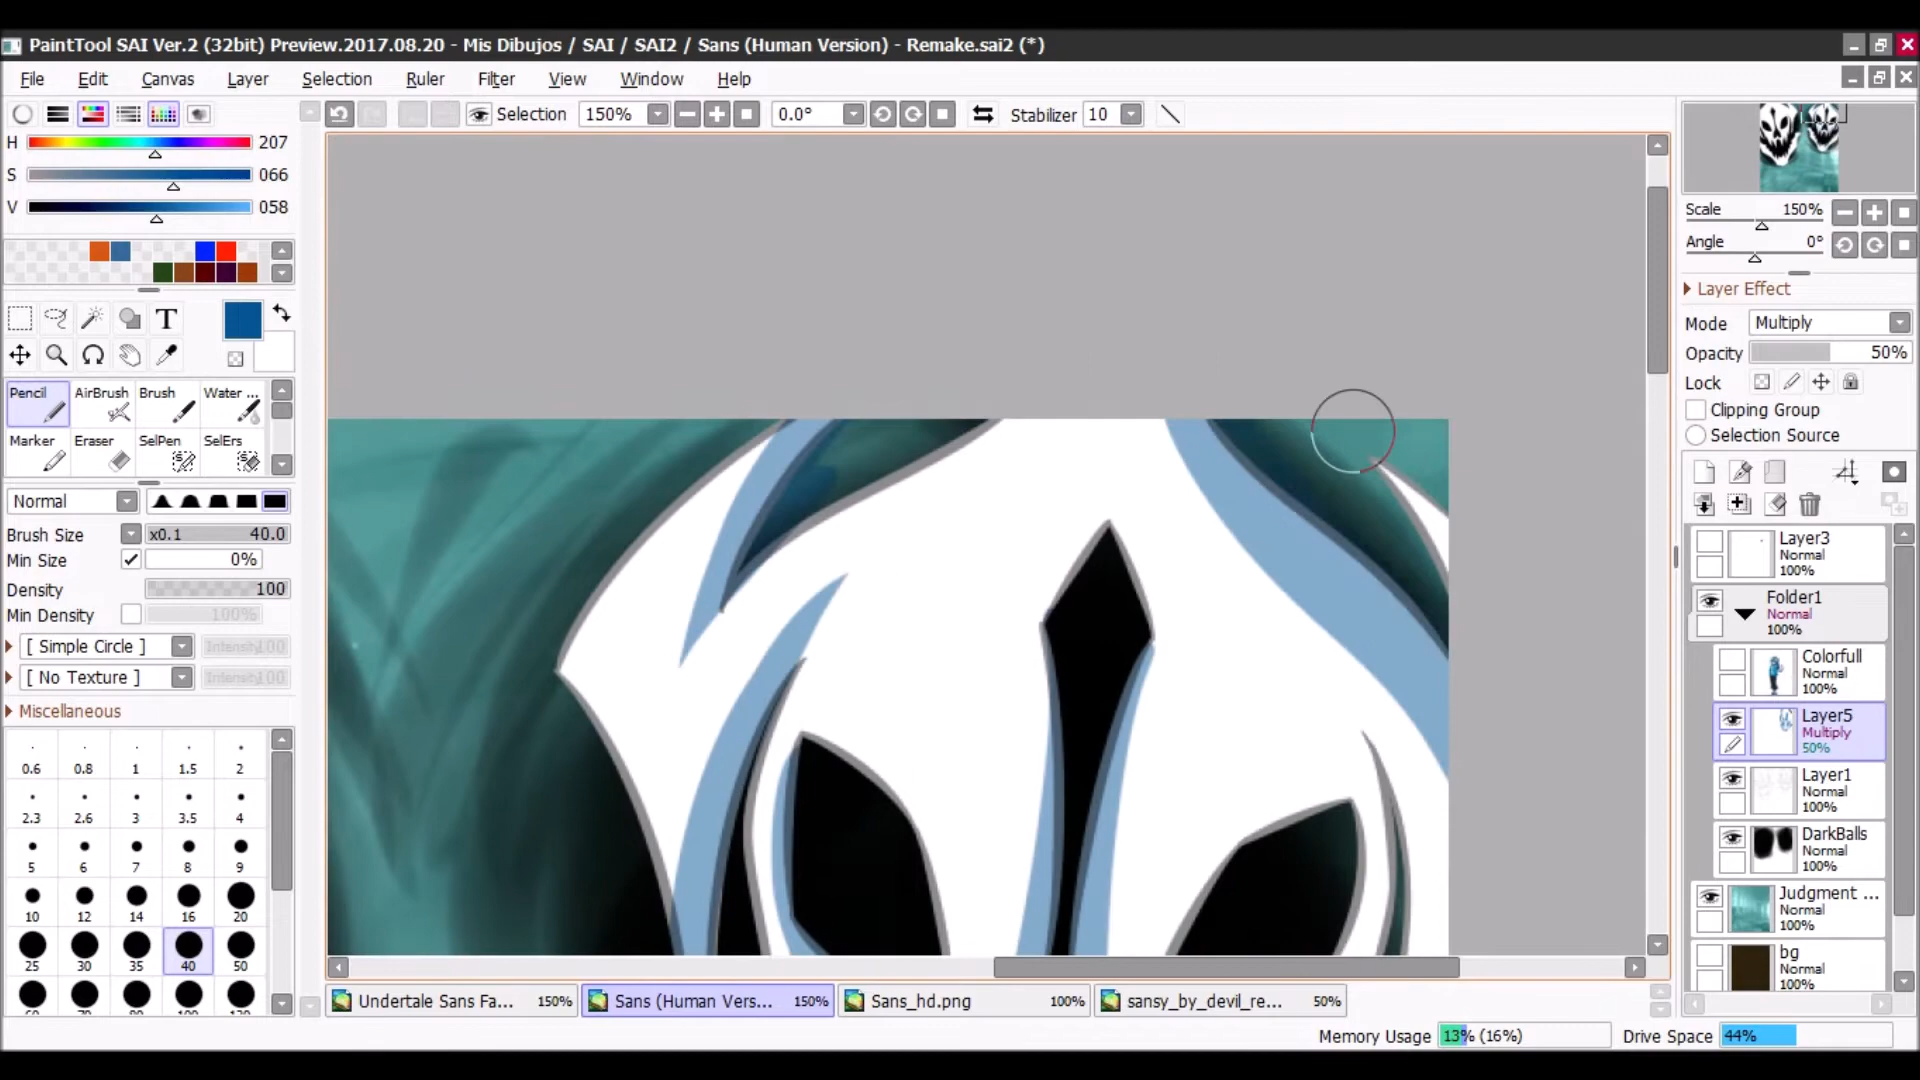 PaintTool SAI Ver.2 (32bit) Preview.2017.08.20 - Mis Dibujos / SAI / SAI2 / Sans (Human Version) - Remake.sai2 (*)
File Edit Canvas Layer Selection Ruler Filter View Window Help
Selection 150% 0.0° Stabilizer 10
H 207
S 066
V 058
T
Pencil AirBrush Brush Water ...
Marker Eraser SelPen SelErs
Normal
Brush Size x0.1 40.0
Min Size 0%
Density 100
Min Density 100%
[ Simple Circle ] Intensity 100
[ No Texture ] Intensity 100
Miscellaneous
0.6 0.8 1 1.5 2
2.3 2.6 3 3.5 4
5 6 7 8 9
10 12 14 16 20
25 30 35 40 50
Scale 150%
Angle 0°
Layer Effect
Mode Multiply
Opacity 50%
Lock
Clipping Group
Selection Source
Layer3
Normal
100%
Folder1
Normal
100%
Colorfull
Normal
100%
Layer5
Multiply
50%
Layer1
Normal
100%
DarkBalls
Normal
100%
Judgment ...
Normal
100%
bg
Normal
100%
Undertale Sans Fa... 150% Sans (Human Vers... 150% Sans_hd.png 100% sansy_by_devil_re... 50%
Memory Usage 13% (16%) Drive Space 44%